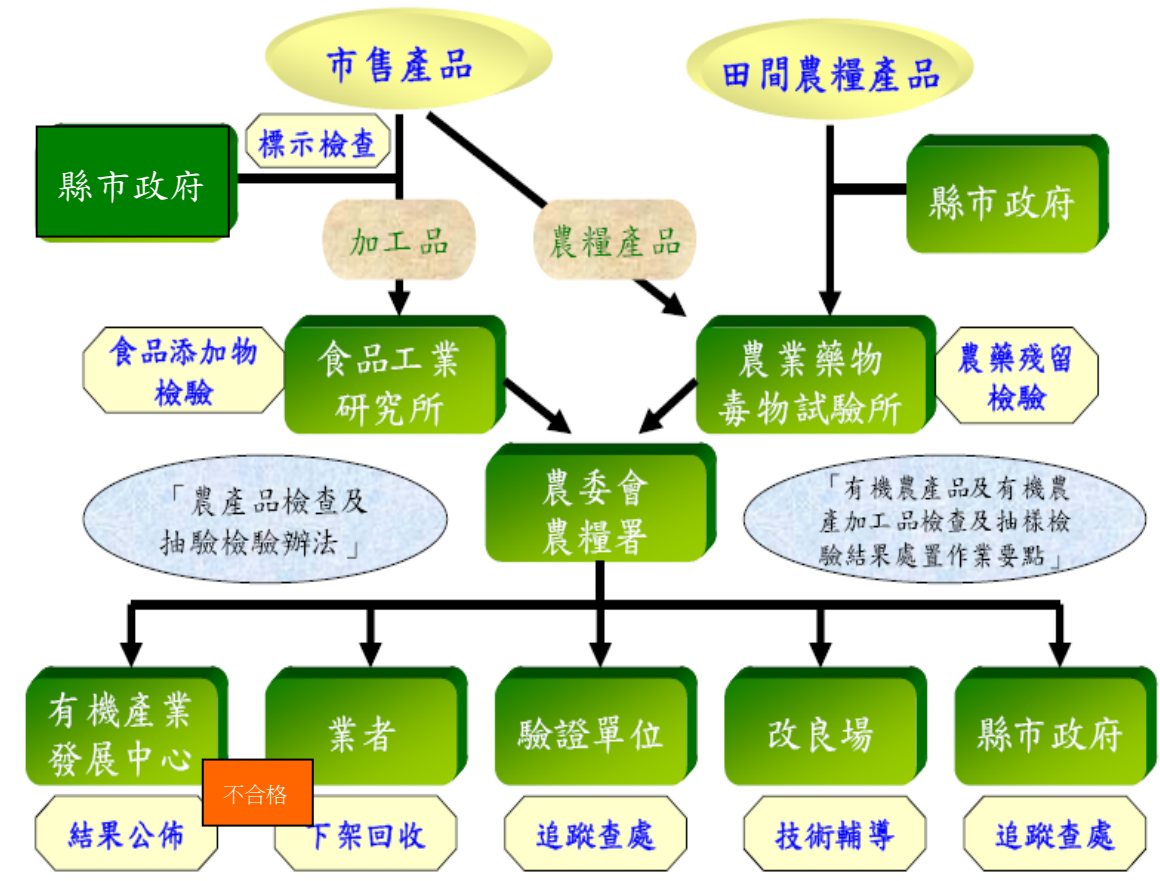 市售產品
田間農糧產品
標示檢查
縣市政府
縣市政府
加工品
農糧產品
食品添加物
檢驗
食品工業
研究所
農業藥物
毒物試驗所
農藥殘留
檢驗
「農產品檢查及
抽驗檢驗辦法」
農委會
農糧署
「有機農產品及有機農
產加工品檢查及抽樣檢
驗結果處置作業要點」
有機產業
發展中心
業者
驗證單位
改良場
縣市政府
不合格
結果公佈
下架回收
追蹤查處
技術輔導
追蹤查處